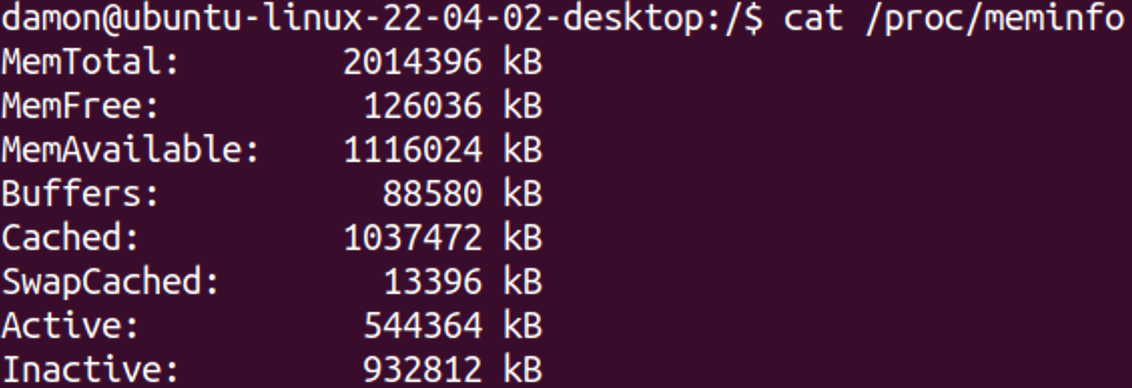 damon@ubuntu-linux-22-04-02-desktop:/$ cat /proc/meminfo
MemTotal:        2014396 kB
MemFree:          126036 kB
MemAvailable:    1116024 kB
Buffers:           88580 kB
Cached:          1037472 kB
SwapCached:        13396 kB
Active:           544364 kB
Inactive:         932812 kB